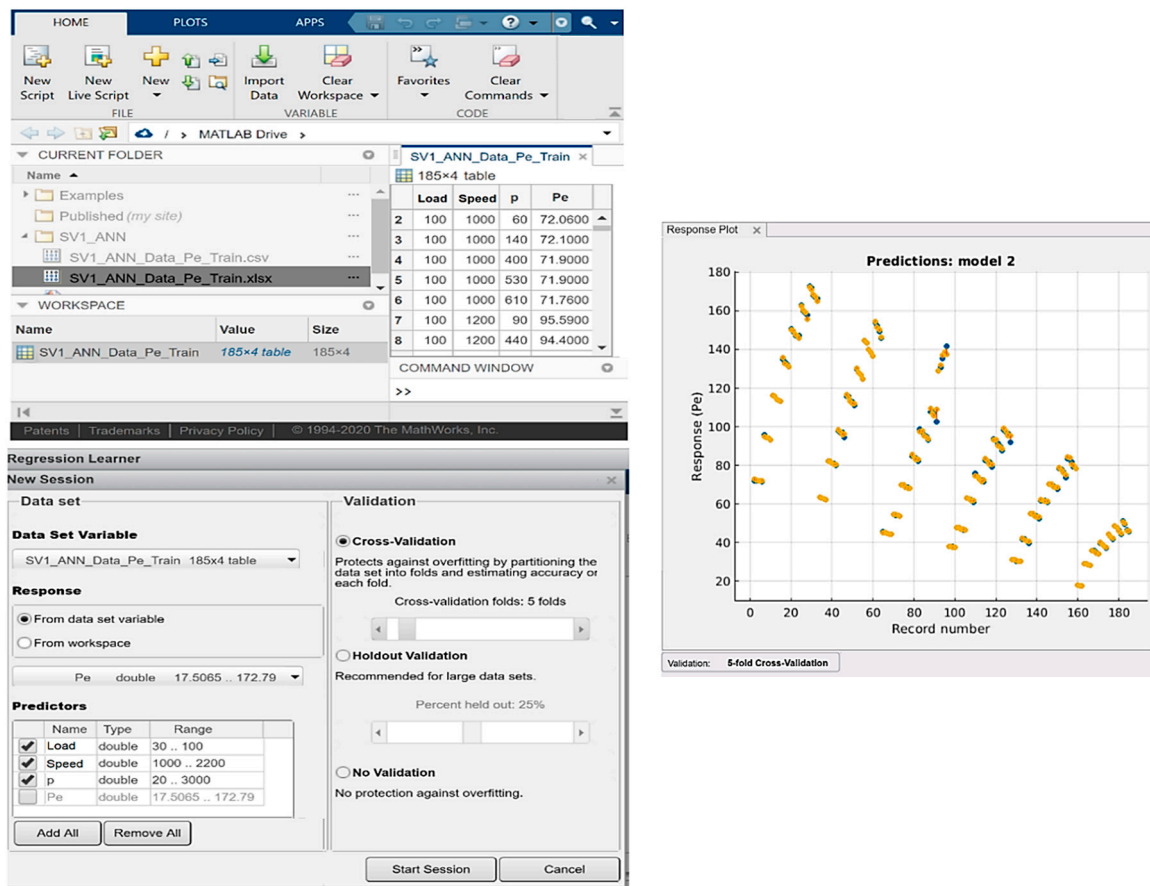 HOME PLOTS APPS
New Script
New Live Script
New
Import Data
Clear Workspace
Favorites
Clear Commands
FILE VARIABLE CODE
/ > MATLAB Drive >
CURRENT FOLDER
Name
Examples
Published (my site)
SV1_ANN
SV1_ANN_Data_Pe_Train.csv
SV1_ANN_Data_Pe_Train.xlsx
WORKSPACE
Name Value Size
SV1_ANN_Data_Pe_Train 185×4 table 185×4
SV1_ANN_Data_Pe_Train ×
185×4 table
Load Speed p Pe
2 100 1000 60 72.0600
3 100 1000 140 72.1000
4 100 1000 400 71.9000
5 100 1000 530 71.9000
6 100 1000 610 71.7600
7 100 1200 90 95.5900
8 100 1200 440 94.4000
COMMAND WINDOW
>>
Patents | Trademarks | Privacy Policy | © 1994-2020 The MathWorks, Inc.
Regression Learner
New Session
Data set
Data Set Variable
SV1_ANN_Data_Pe_Train 185x4 table
Response
From data set variable
From workspace
Pe double 17.5065 .. 172.79
Predictors
Name Type Range
Load double 30 .. 100
Speed double 1000 .. 2200
p double 20 .. 3000
Pe double 17.5065 .. 172.79
Add All Remove All
Validation
Cross-Validation
Protects against overfitting by partitioning the
data set into folds and estimating accuracy or
each fold.
Cross-validation folds: 5 folds
Holdout Validation
Recommended for large data sets.
Percent held out: 25%
No Validation
No protection against overfitting.
Start Session Cancel
Response Plot ×
Predictions: model 2
Response (Pe)
180
160
140
120
100
80
60
40
20
0 20 40 60 80 100 120 140 160 180
Record number
Validation: 5-fold Cross-Validation